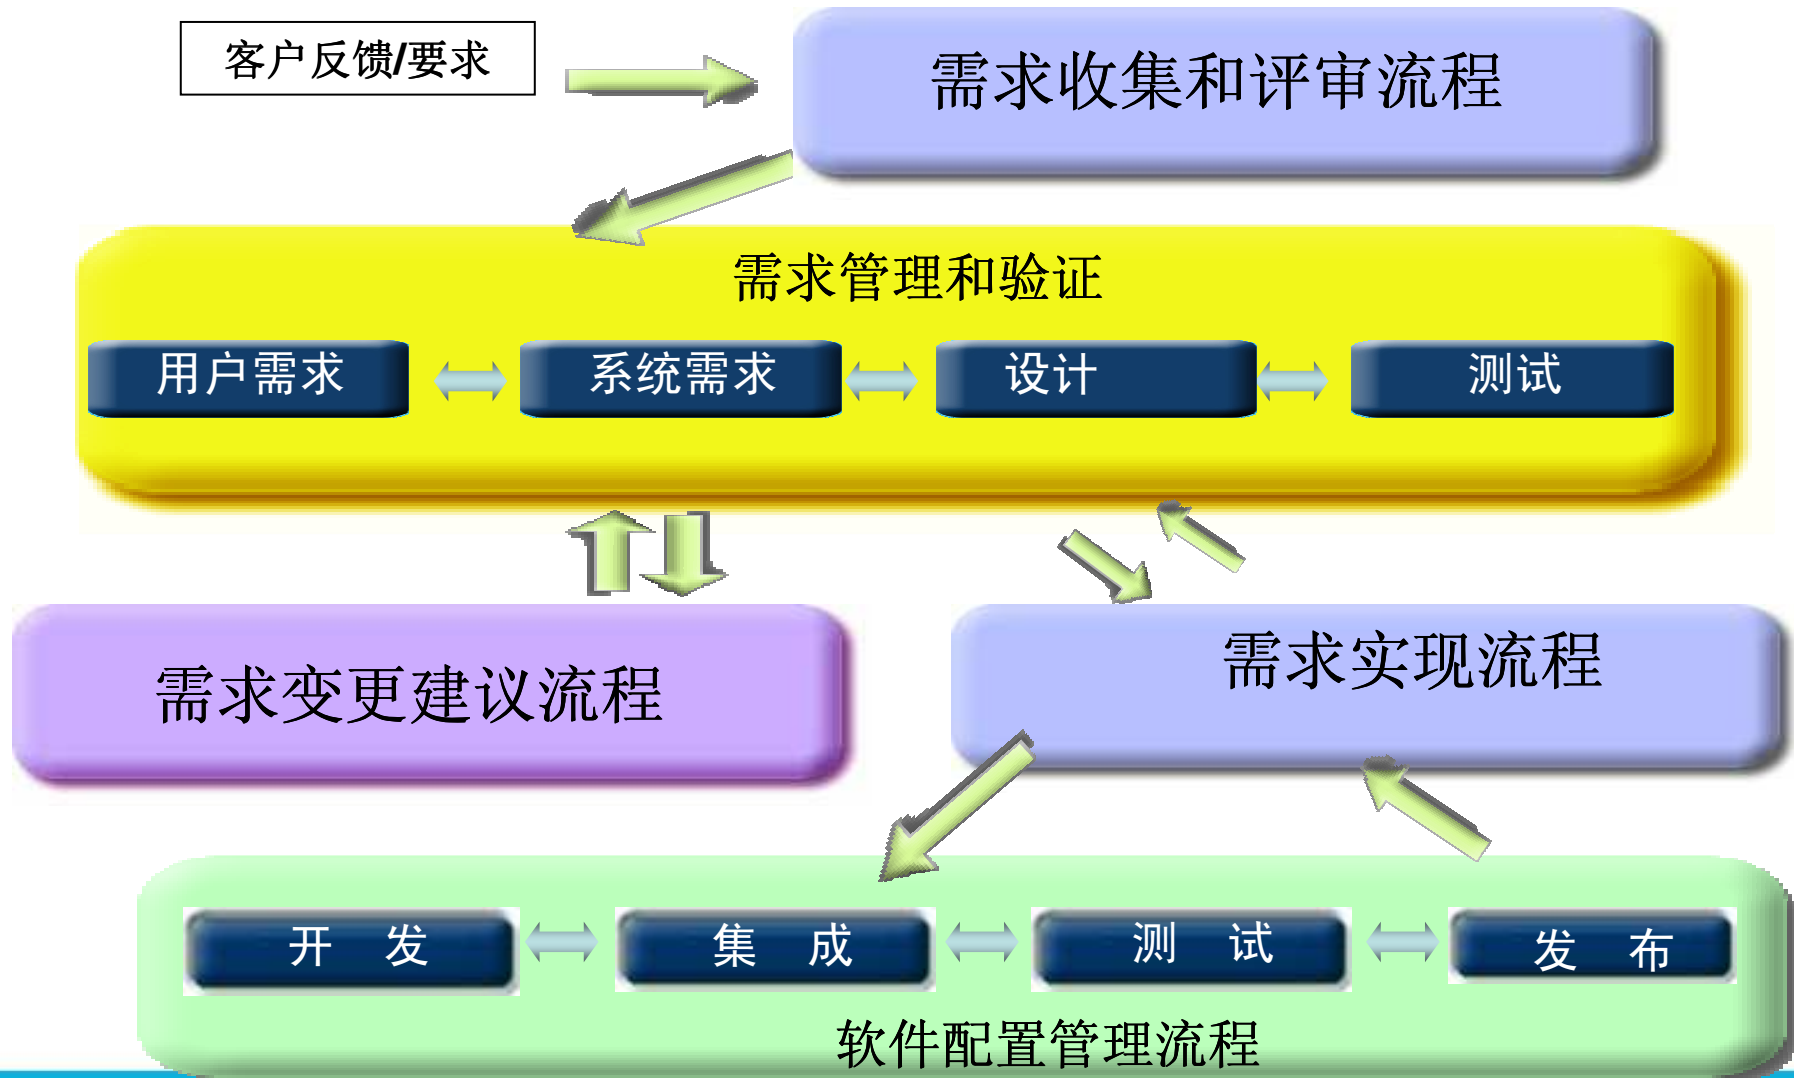 客户反馈/要求
需求收集和评审流程
需求管理和验证
用户需求
系统需求
设计
测试
需求变更建议流程
需求实现流程
开 发
集 成
测 试
发 布
软件配置管理流程